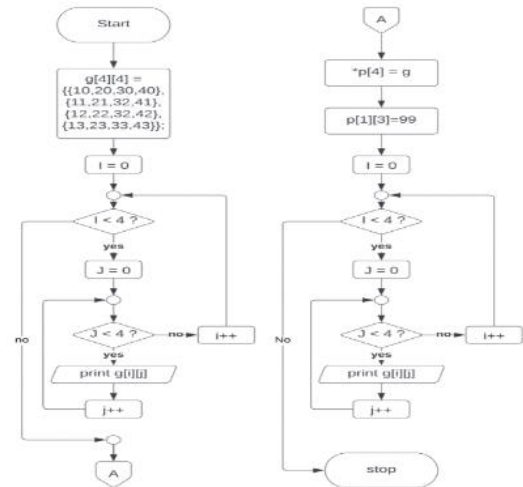 Start
g[4][4] =
{{10,20,30,40},
{11,21,32,41},
{12,22,32,42},
{13,23,33,43}};
I = 0
I < 4 ?
yes
J = 0
J < 4 ?
no
i++
yes
print g[i][j]
j++
no
A
A
*p[4] = g
p[1][3]=99
I = 0
I < 4 ?
yes
J = 0
J < 4 ?
no
i++
yes
print g[i][j]
j++
No
stop